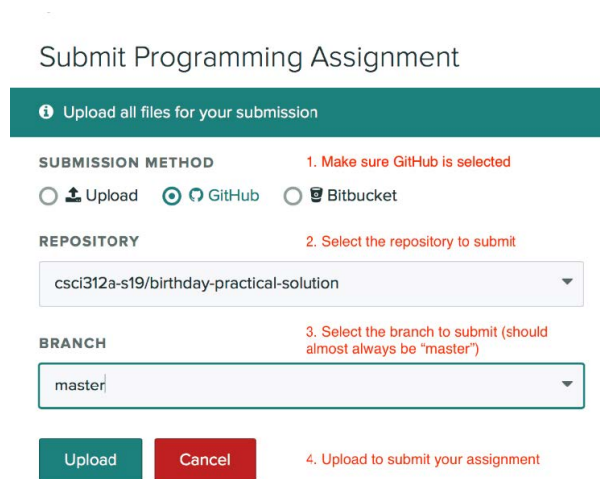 Submit Programming Assignment
Upload all files for your submission
SUBMISSION METHOD
1. Make sure GitHub is selected
Upload GitHub Bitbucket
REPOSITORY
2. Select the repository to submit
csci312a-s19/birthday-practical-solution
BRANCH
3. Select the branch to submit (should
almost always be “master”)
master
Upload Cancel
4. Upload to submit your assignment